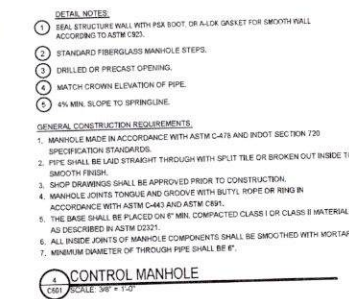 DETAIL NOTES:
1 SEAL STRUCTURE WALL WITH PSX BOOT, OR A-LOK GASKET FOR SMOOTH WALL
ACCORDING TO ASTM C923.
2 STANDARD FIBERGLASS MANHOLE STEPS.
3 DRILLED OR PRECAST OPENING.
4 MATCH CROWN ELEVATION OF PIPE.
5 4% MIN. SLOPE TO SPRINGLINE.
GENERAL CONSTRUCTION REQUIREMENTS:
1. MANHOLE MADE IN ACCORDANCE WITH ASTM C-478 AND INDOT SECTION 720
SPECIFICATION STANDARDS.
2. PIPE SHALL BE LAID STRAIGHT THROUGH WITH SPLIT TILE OR BROKEN OUT INSIDE TO
SMOOTH FINISH.
3. SHOP DRAWINGS SHALL BE APPROVED PRIOR TO CONSTRUCTION.
4. MANHOLE JOINTS TONGUE AND GROOVE WITH BUTYL ROPE OR RING IN
ACCORDANCE WITH ASTM C-443 AND ASTM C891.
5. THE BASE SHALL BE PLACED ON 6" MIN. COMPACTED CLASS I OR CLASS II MATERIAL
AS DESCRIBED IN ASTM D2321.
6. ALL INSIDE JOINTS OF MANHOLE COMPONENTS SHALL BE SMOOTHED WITH MORTAR
7. MINIMUM DIAMETER OF THROUGH PIPE SHALL BE 6".
4 CONTROL MANHOLE
C601 SCALE: 3/8" = 1'-0"